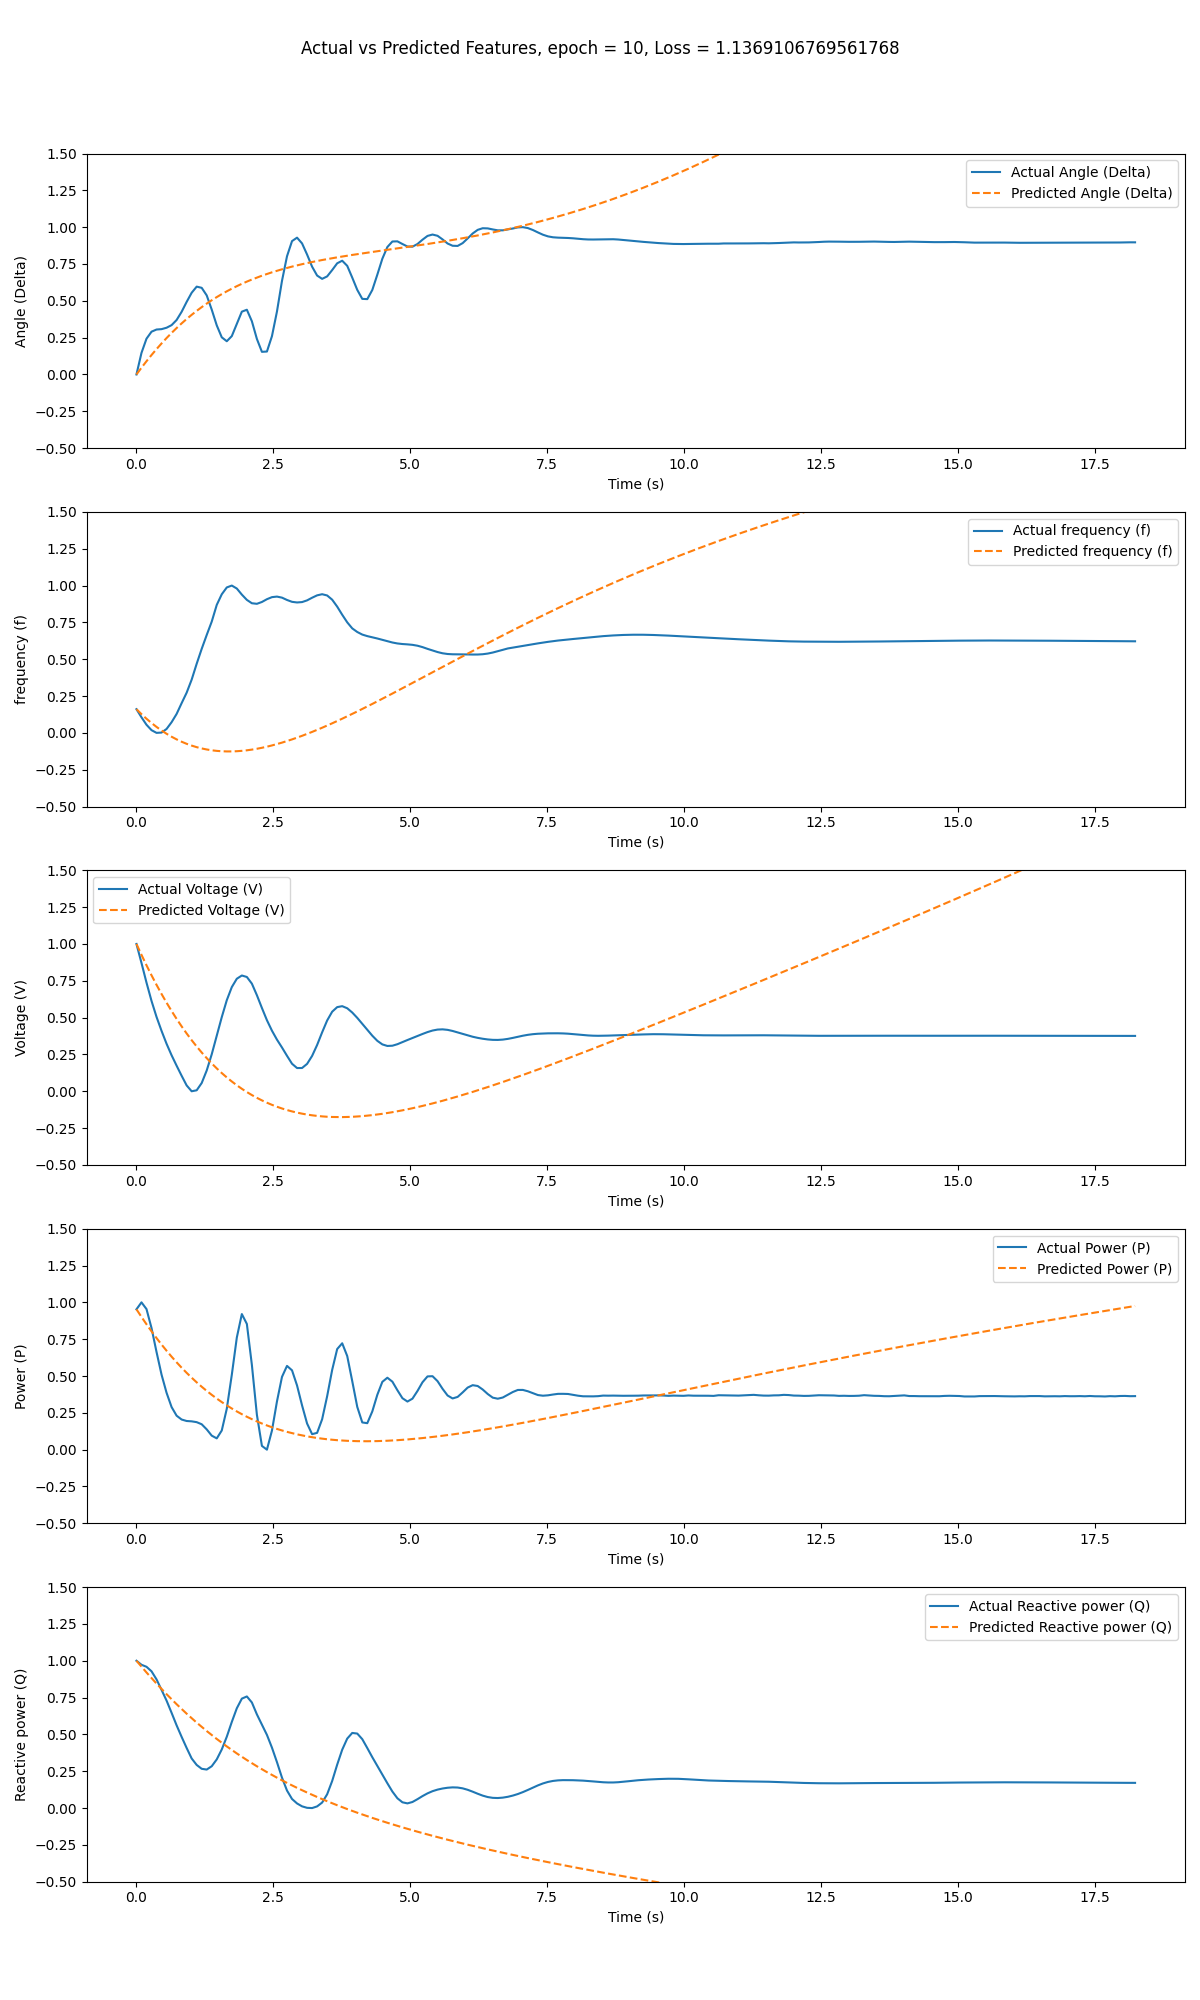 Actual vs Predicted Features, epoch = 10, Loss = 1.1369106769561768
1.50
1.25
1.00
0.75
0.50
0.25
0.00
−0.25
−0.50
Angle (Delta)
Actual Angle (Delta)
Predicted Angle (Delta)
0.0 2.5 5.0 7.5 10.0 12.5 15.0 17.5
Time (s)
1.50
1.25
1.00
0.75
0.50
0.25
0.00
−0.25
−0.50
frequency (f)
Actual frequency (f)
Predicted frequency (f)
0.0 2.5 5.0 7.5 10.0 12.5 15.0 17.5
Time (s)
1.50
1.25
1.00
0.75
0.50
0.25
0.00
−0.25
−0.50
Voltage (V)
Actual Voltage (V)
Predicted Voltage (V)
0.0 2.5 5.0 7.5 10.0 12.5 15.0 17.5
Time (s)
1.50
1.25
1.00
0.75
0.50
0.25
0.00
−0.25
−0.50
Power (P)
Actual Power (P)
Predicted Power (P)
0.0 2.5 5.0 7.5 10.0 12.5 15.0 17.5
Time (s)
1.50
1.25
1.00
0.75
0.50
0.25
0.00
−0.25
−0.50
Reactive power (Q)
Actual Reactive power (Q)
Predicted Reactive power (Q)
0.0 2.5 5.0 7.5 10.0 12.5 15.0 17.5
Time (s)